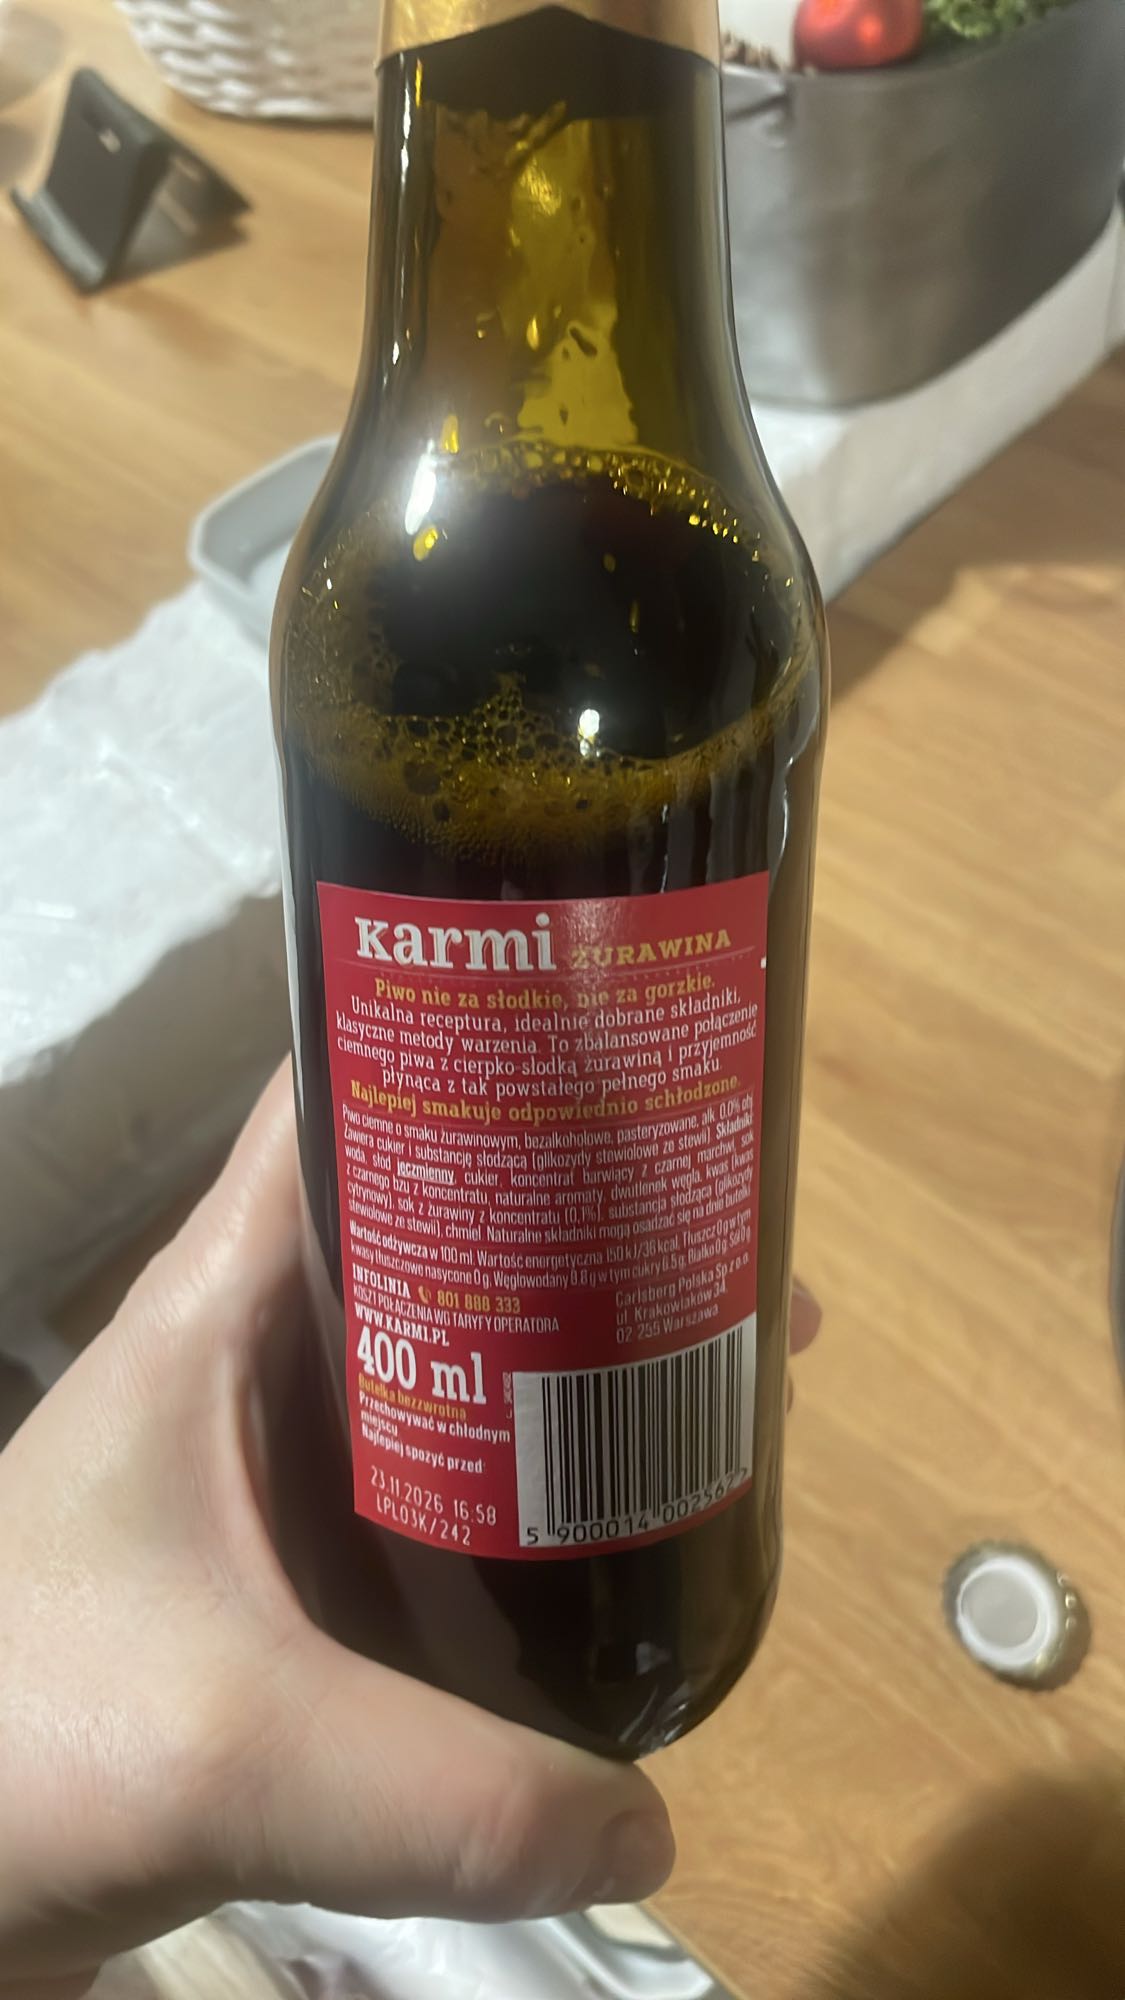 Karmi ŻURAWINA
Piwo nie za słodkie, nie za gorzkie.
Unikalna receptura, idealnie dobrane składniki,
klasyczne metody warzenia. To zbalansowane połączenie
ciemnego piwa z cierpko-słodką żurawiną i przyjemność
płynąca z tak powstałego pełnego smaku.
Najlepiej smakuje odpowiednio schłodzone.
Piwo ciemne o smaku żurawinowym, bezalkoholowe, pasteryzowane, alk. 0,0% obj.
Zawiera cukier i substancję słodzącą (glikozydy stewiolowe ze stewii). Składniki:
woda, słód jęczmienny, cukier, koncentrat barwiący z czarnej marchwi, sok
z czarnego bzu z koncentratu, naturalne aromaty, dwutlenek węgla, kwas (kwas
cytrynowy), sok z żurawiny z koncentratu (0,1%), substancja słodząca (glikozydy
stewiolowe ze stewii), chmiel. Naturalne składniki mogą osadzać się na dnie butelki.
Wartość odżywcza w 100 ml: Wartość energetyczna 150 kJ/36 kcal. Tłuszcz 0 g w tym
kwasy tłuszczowe nasycone 0 g. Węglowodany 8.8 g w tym cukry 6.5 g. Białko 0 g. Sól 0 g
INFOLINIA 801 888 333
KOSZT POŁĄCZENIA WG TARYFY OPERATORA
WWW.KARMI.PL
Carlsberg Polska Sp z o.o.
ul Krakowiaków 34,
02 255 Warszawa
400 ml
Butelka bezzwrotna
Przechowywać w chłodnym
miejscu
Najlepiej spożyć przed:
23.11.2026 16:58
LPL03K/242
5 900014 002562